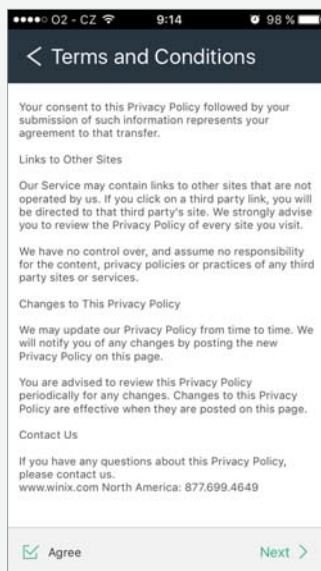 O2 - CZ 9:14 98 %
Terms and Conditions
Your consent to this Privacy Policy followed by your
submission of such information represents your
agreement to that transfer.
Links to Other Sites
Our Service may contain links to other sites that are not
operated by us. If you click on a third party link, you will
be directed to that third party's site. We strongly advise
you to review the Privacy Policy of every site you visit.
We have no control over, and assume no responsibility
for the content, privacy policies or practices of any third
party sites or services.
Changes to This Privacy Policy
We may update our Privacy Policy from time to time. We
will notify you of any changes by posting the new
Privacy Policy on this page.
You are advised to review this Privacy Policy
periodically for any changes. Changes to this Privacy
Policy are effective when they are posted on this page.
Contact Us
If you have any questions about this Privacy Policy,
please contact us.
www.winix.com North America: 877.699.4649
Agree Next